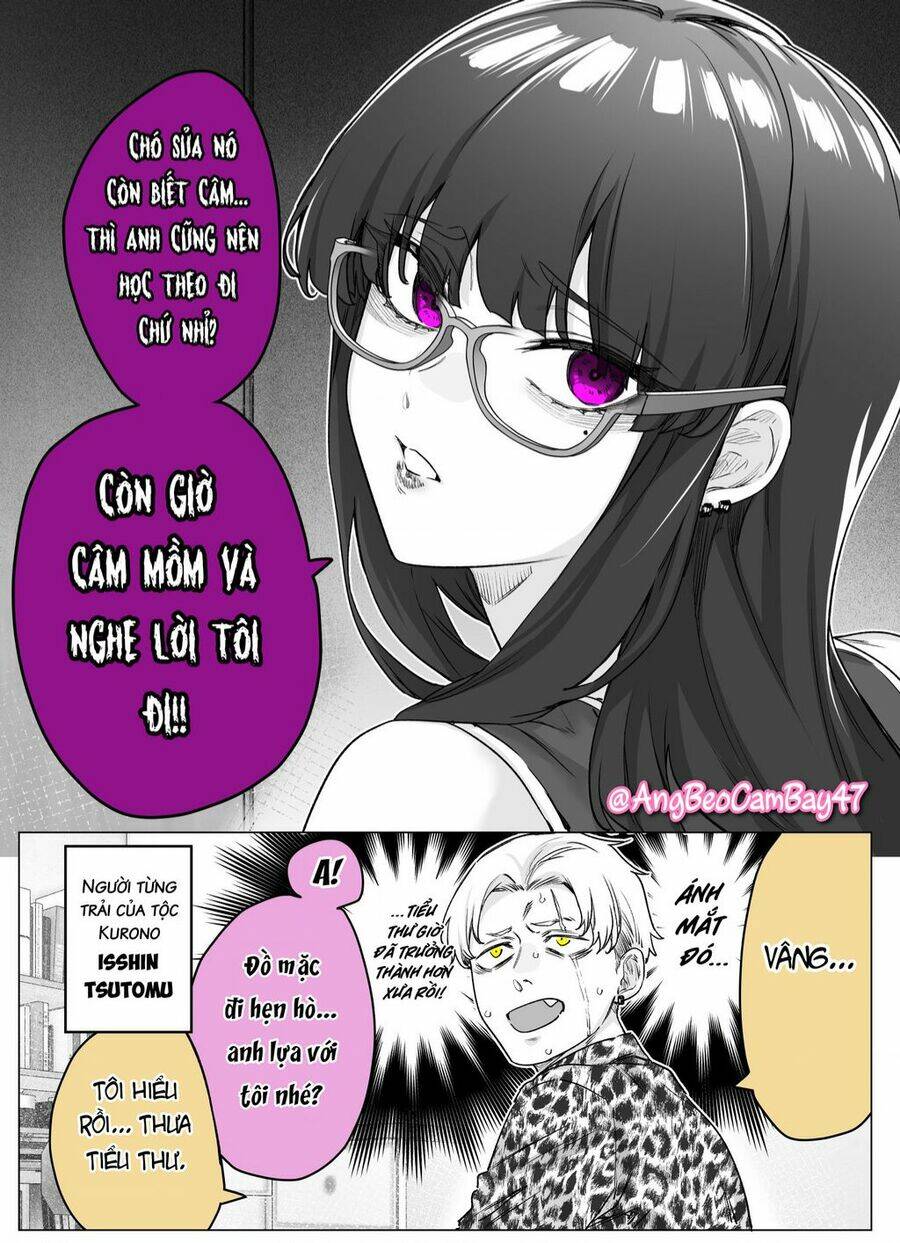 CHÓ SỦA NÓ
CÒN BIẾT CÂM...
THÌ ANH CŨNG NÊN
HỌC THEO ĐI
CHỨ NHỈ?
CÒN GIỜ
CÂM MỒM VÀ
NGHE LỜI TÔI
ĐI!!
@AngBeoCamBay47
VÂNG...
ÁNH
MẮT
ĐÓ...
...TIỂU
THƯ GIỜ
ĐÃ TRƯỞNG
THÀNH HƠN
XƯA RỒI!
A!
Đồ mặc
đi hẹn hò...
anh lựa với
tôi nhé?
NGƯỜI TỪNG
TRẢI CỦA TỘC
KURONO
ISSHIN
TSUTOMU
TÔI HIỂU
RỒI... THƯA
TIỂU THƯ.